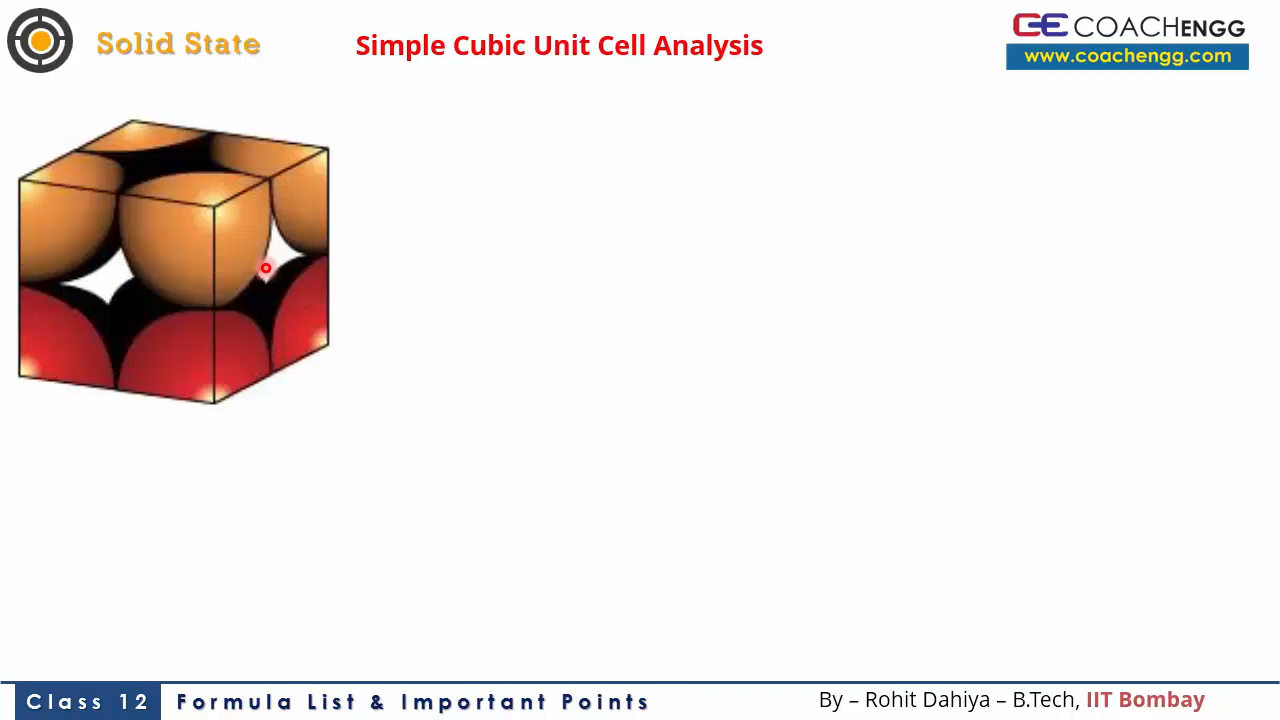 Solid State
Simple Cubic Unit Cell Analysis
CE COACHENGG
www.coachengg.com
Class 12
Formula List & Important Points
By – Rohit Dahiya – B.Tech, IIT Bombay